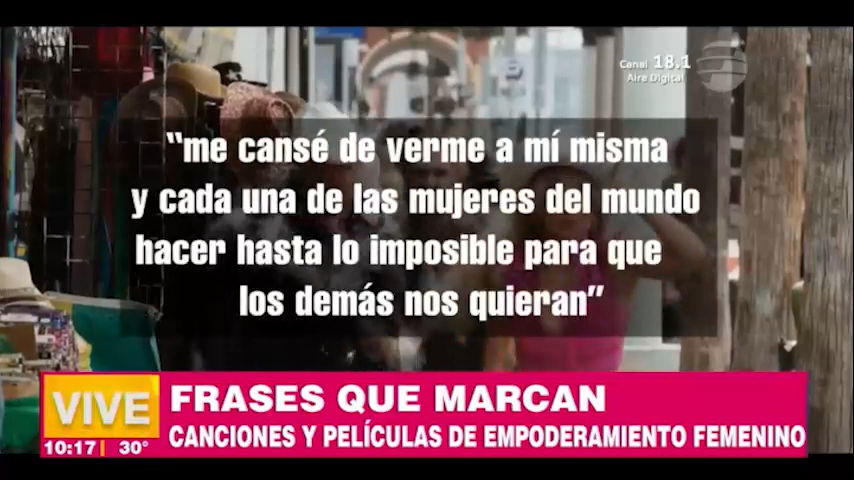 Canal 18.1
Aire Digital
“me cansé de verme a mí misma
y cada una de las mujeres del mundo
hacer hasta lo imposible para que
los demás nos quieran”
VIVE
FRASES QUE MARCAN
10:17 30°
CANCIONES Y PELÍCULAS DE EMPODERAMIENTO FEMENINO